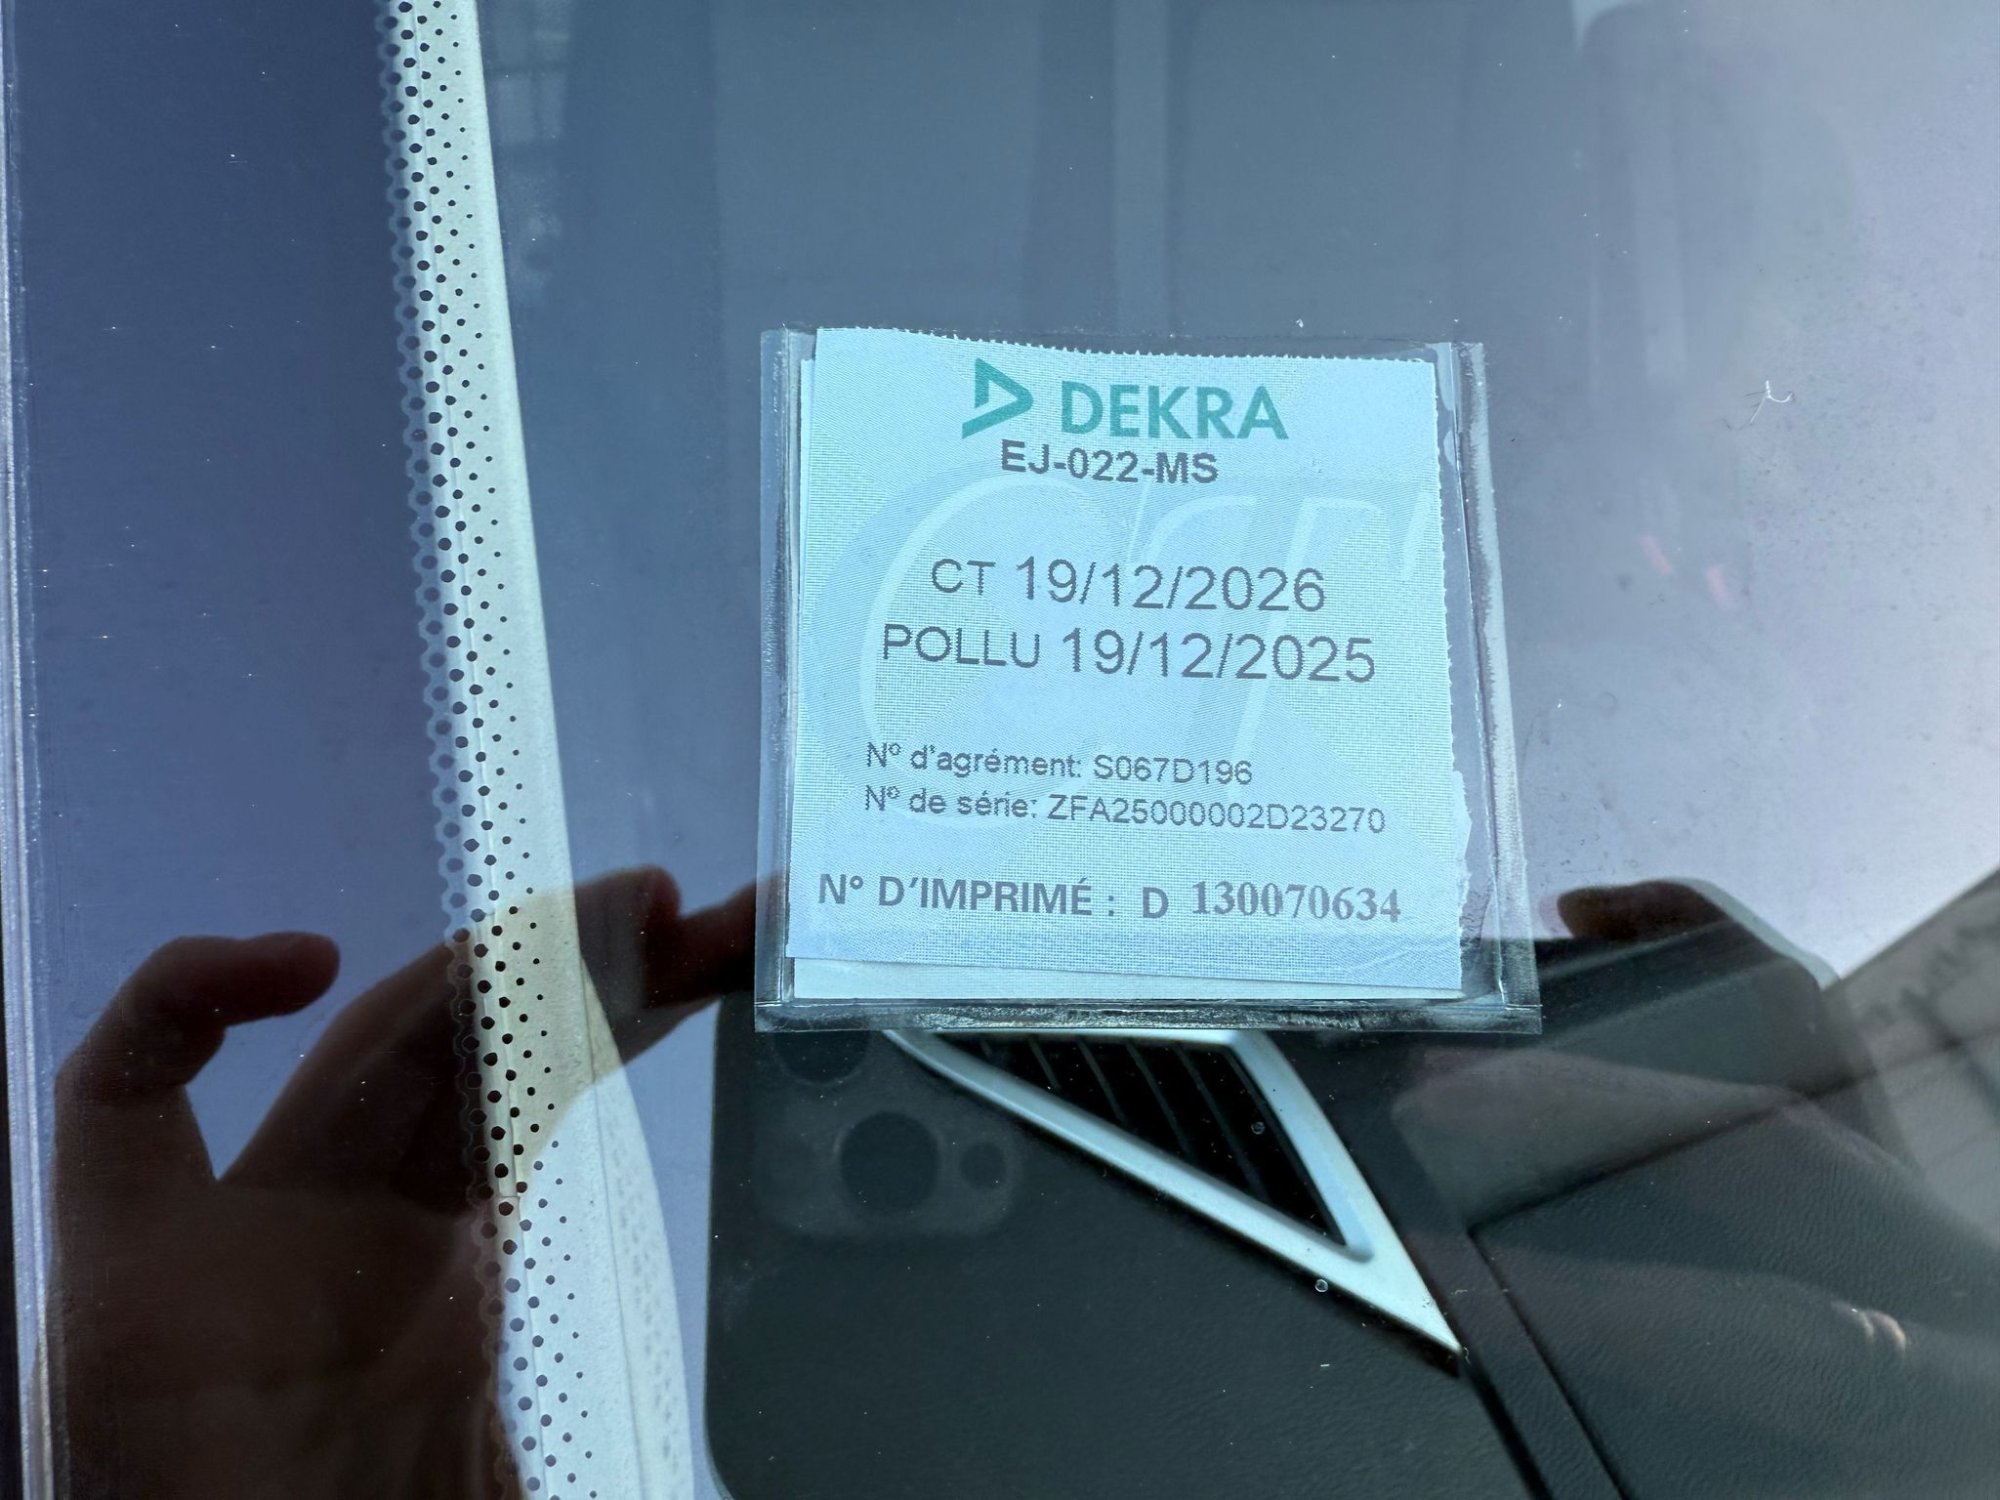 DEKRA
EJ-022-MS
CT 19/12/2026
POLLU 19/12/2025
N° d'agrément: S067D196
N° de série: ZFA25000002D23270
N° D'IMPRIMÉ : D 130070634